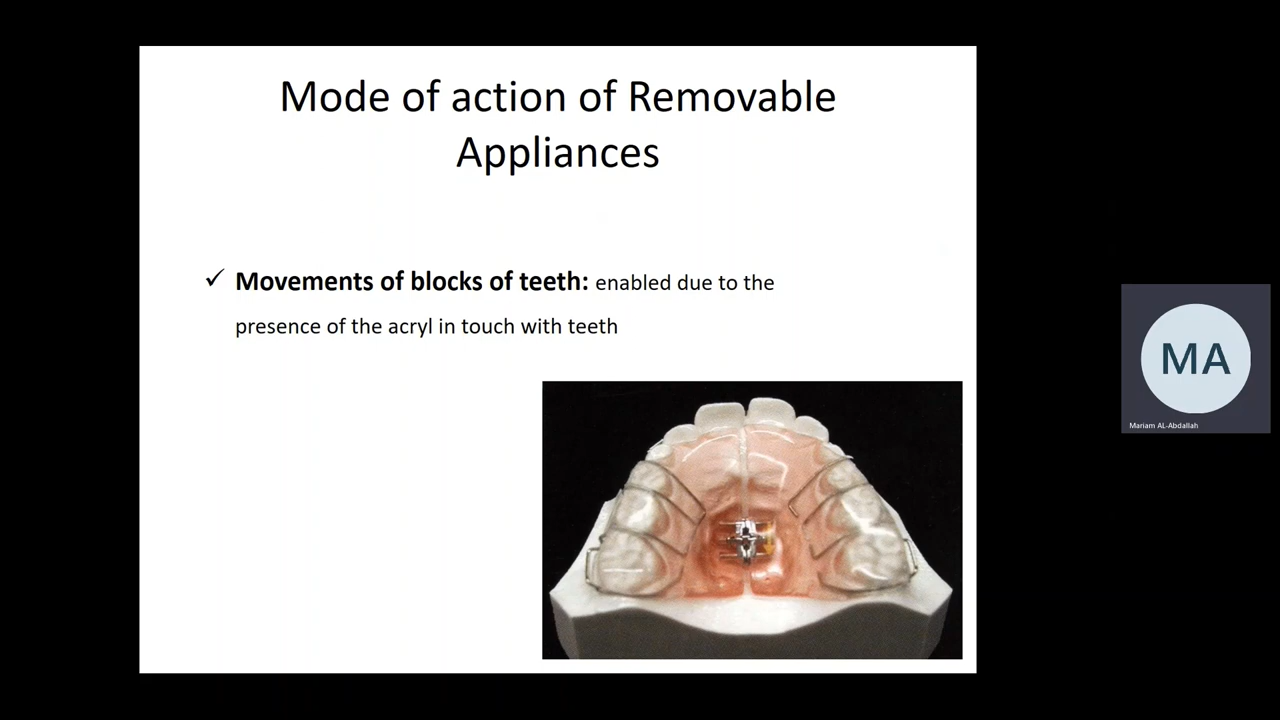 Mode of action of Removable
Appliances
✓ Movements of blocks of teeth: enabled due to the
presence of the acryl in touch with teeth
MA
Mariam AL-Abdallah